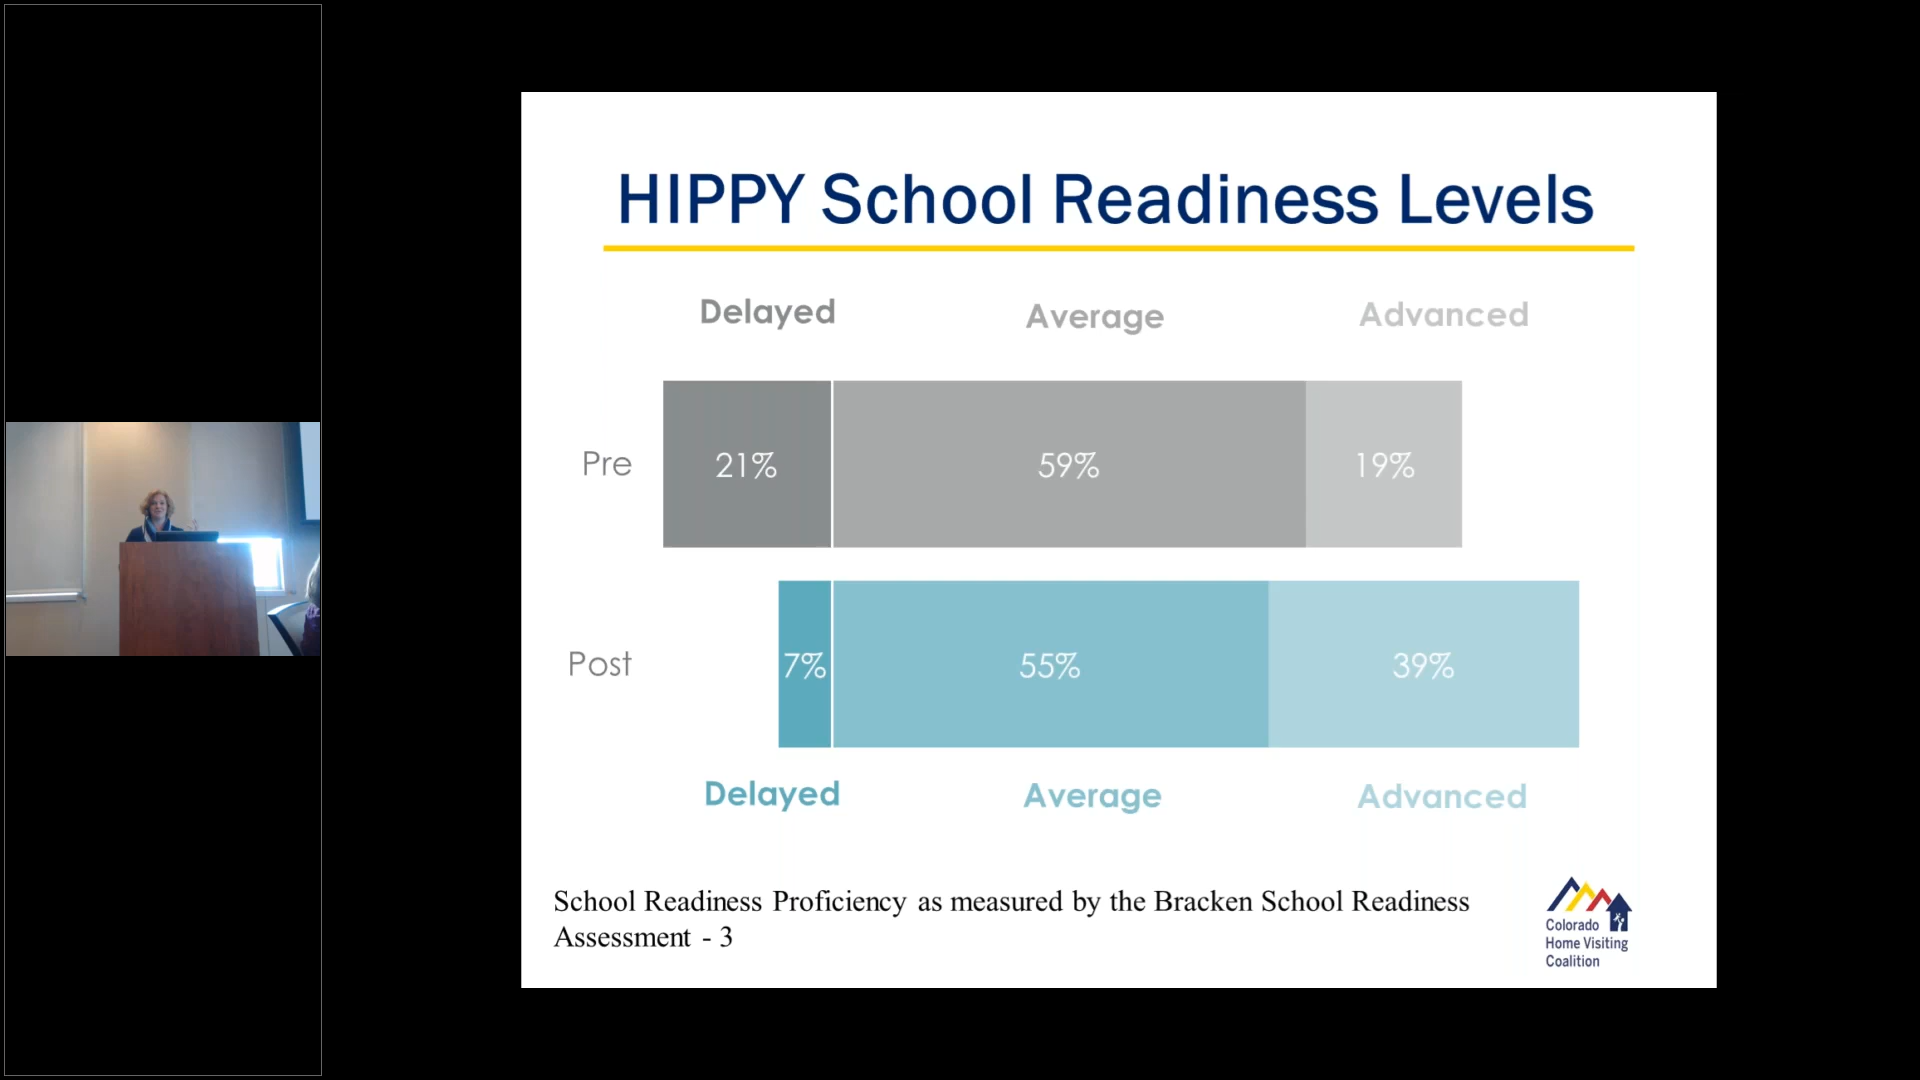 HIPPY School Readiness Levels
Delayed Average Advanced
Pre 21% 59% 19%
Post 7% 55% 39%
Delayed Average Advanced
School Readiness Proficiency as measured by the Bracken School Readiness
Assessment - 3
Colorado
Home Visiting
Coalition